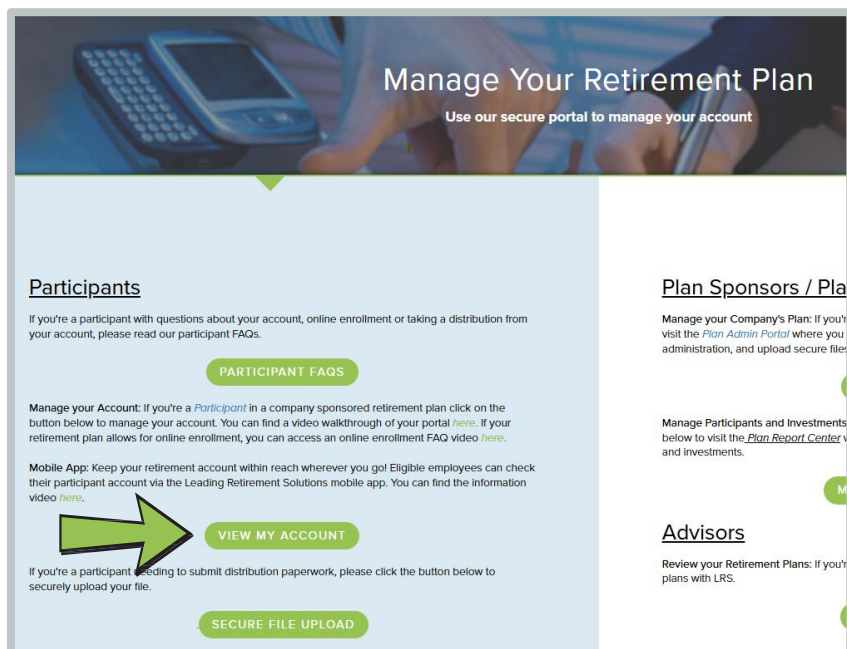 Manage Your Retirement Plan
Use our secure portal to manage your account
Participants
If you're a participant with questions about your account, online enrollment or taking a distribution from
your account, please read our participant FAQs.
PARTICIPANT FAQS
Manage your Account: If you're a Participant in a company sponsored retirement plan click on the
button below to manage your account. You can find a video walkthrough of your portal here. If your
retirement plan allows for online enrollment, you can access an online enrollment FAQ video here.
Mobile App: Keep your retirement account within reach wherever you go! Eligible employees can check
their participant account via the Leading Retirement Solutions mobile app. You can find the information
video here.
VIEW MY ACCOUNT
If you're a participant needing to submit distribution paperwork, please click the button below to
securely upload your file.
SECURE FILE UPLOAD
Plan Sponsors / Pla
Manage your Company's Plan: If you'r
visit the Plan Admin Portal where you
administration, and upload secure files
Manage Participants and Investments
below to visit the Plan Report Center
and investments.
M
Advisors
Review your Retirement Plans: If you'r
plans with LRS.